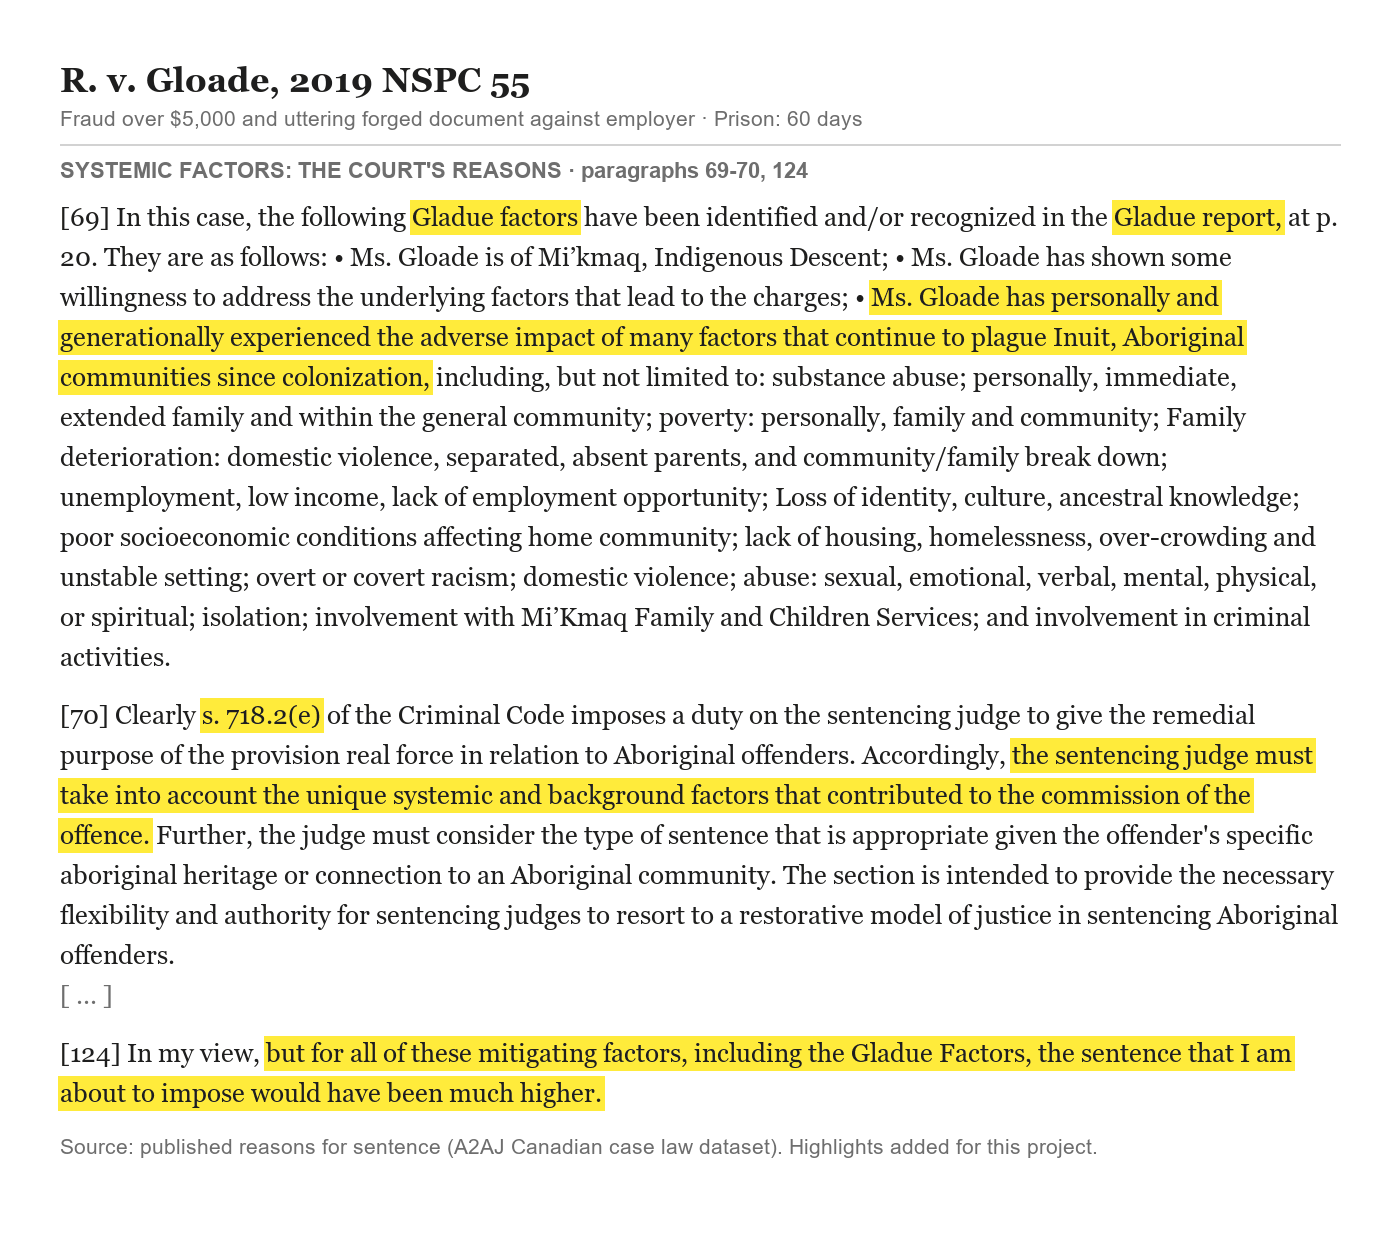 R. v. Gloade, 2019 NSPC 55
Fraud over $5,000 and uttering forged document against employer · Prison: 60 days
SYSTEMIC FACTORS: THE COURT'S REASONS · paragraphs 69-70, 124
[69] In this case, the following Gladue factors have been identified and/or recognized in the Gladue report, at p.
20. They are as follows: • Ms. Gloade is of Mi’kmaq, Indigenous Descent; • Ms. Gloade has shown some
willingness to address the underlying factors that lead to the charges; • Ms. Gloade has personally and
generationally experienced the adverse impact of many factors that continue to plague Inuit, Aboriginal
communities since colonization, including, but not limited to: substance abuse; personally, immediate,
extended family and within the general community; poverty: personally, family and community; Family
deterioration: domestic violence, separated, absent parents, and community/family break down;
unemployment, low income, lack of employment opportunity; Loss of identity, culture, ancestral knowledge;
poor socioeconomic conditions affecting home community; lack of housing, homelessness, over-crowding and
unstable setting; overt or covert racism; domestic violence; abuse: sexual, emotional, verbal, mental, physical,
or spiritual; isolation; involvement with Mi’Kmaq Family and Children Services; and involvement in criminal
activities.
[70] Clearly s. 718.2(e) of the Criminal Code imposes a duty on the sentencing judge to give the remedial
purpose of the provision real force in relation to Aboriginal offenders. Accordingly, the sentencing judge must
take into account the unique systemic and background factors that contributed to the commission of the
offence. Further, the judge must consider the type of sentence that is appropriate given the offender's specific
aboriginal heritage or connection to an Aboriginal community. The section is intended to provide the necessary
flexibility and authority for sentencing judges to resort to a restorative model of justice in sentencing Aboriginal
offenders.
[ ... ]
[124] In my view, but for all of these mitigating factors, including the Gladue Factors, the sentence that I am
about to impose would have been much higher.
Source: published reasons for sentence (A2AJ Canadian case law dataset). Highlights added for this project.